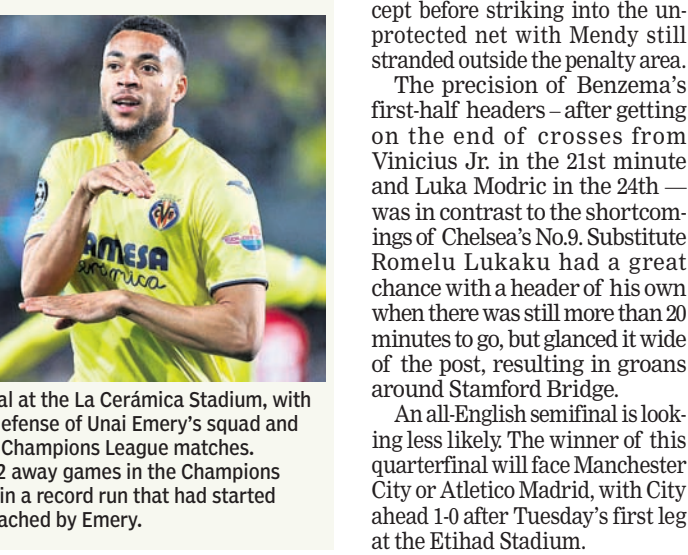 PAMESA
cerámica
al at the La Cerámica Stadium, with
efense of Unai Emery's squad and
Champions League matches.
2 away games in the Champions
in a record run that had started
ached by Emery.
cept before striking into the un-
protected net with Mendy still
stranded outside the penalty area.
The precision of Benzema's
first-half headers – after getting
on the end of crosses from
Vinicius Jr. in the 21st minute
and Luka Modric in the 24th —
was in contrast to the shortcom-
ings of Chelsea's No.9. Substitute
Romelu Lukaku had a great
chance with a header of his own
when there was still more than 20
minutes to go, but glanced it wide
of the post, resulting in groans
around Stamford Bridge.
An all-English semifinal is look-
ing less likely. The winner of this
quarterfinal will face Manchester
City or Atletico Madrid, with City
ahead 1-0 after Tuesday's first leg
at the Etihad Stadium.